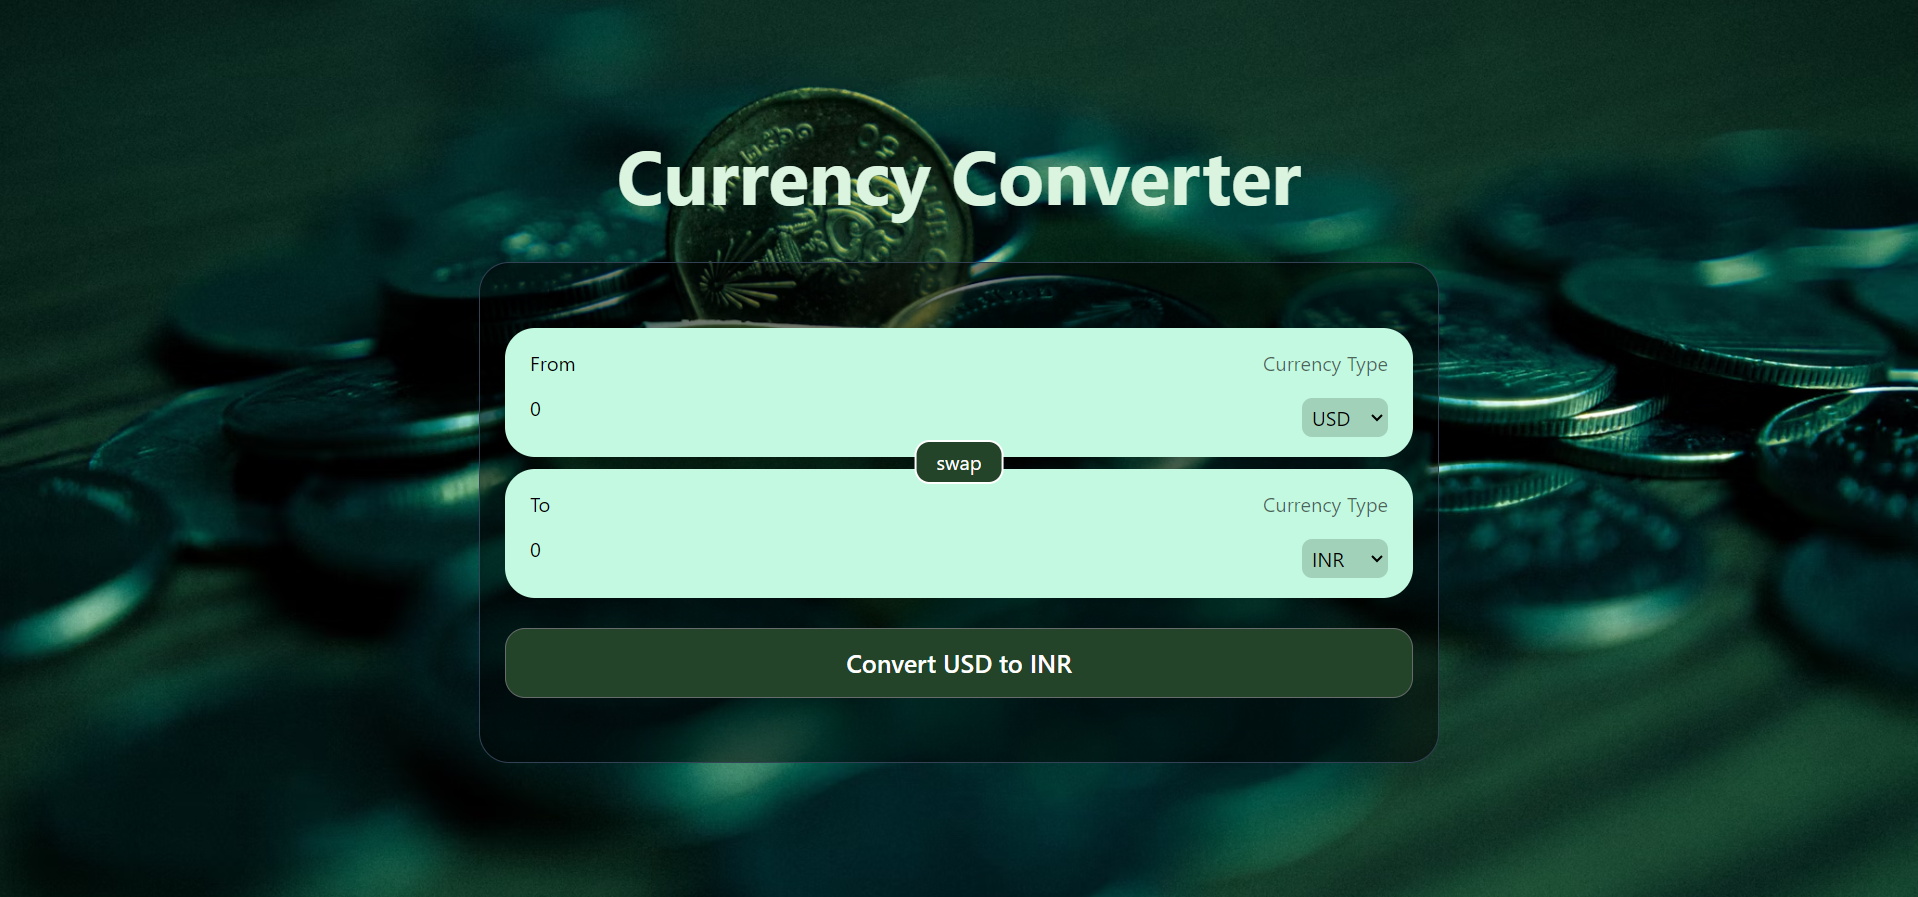 Currency Converter
From
Currency Type
0
USD
swap
To
Currency Type
0
INR
Convert USD to INR